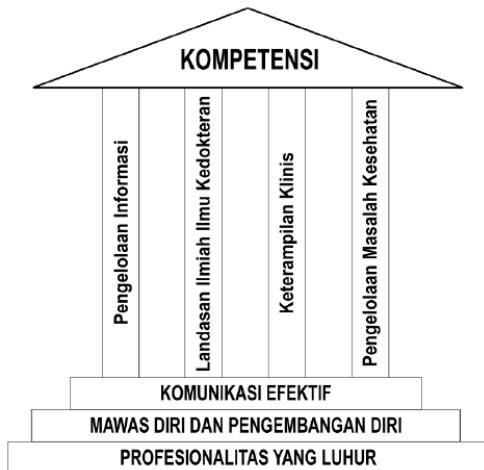 KOMPETENSI
Pengelolaan Informasi
Landasan Ilmiah Ilmu Kedokteran
Keterampilan Klinis
Pengelolaan Masalah Kesehatan
KOMUNIKASI EFEKTIF
MAWAS DIRI DAN PENGEMBANGAN DIRI
PROFESIONALITAS YANG LUHUR